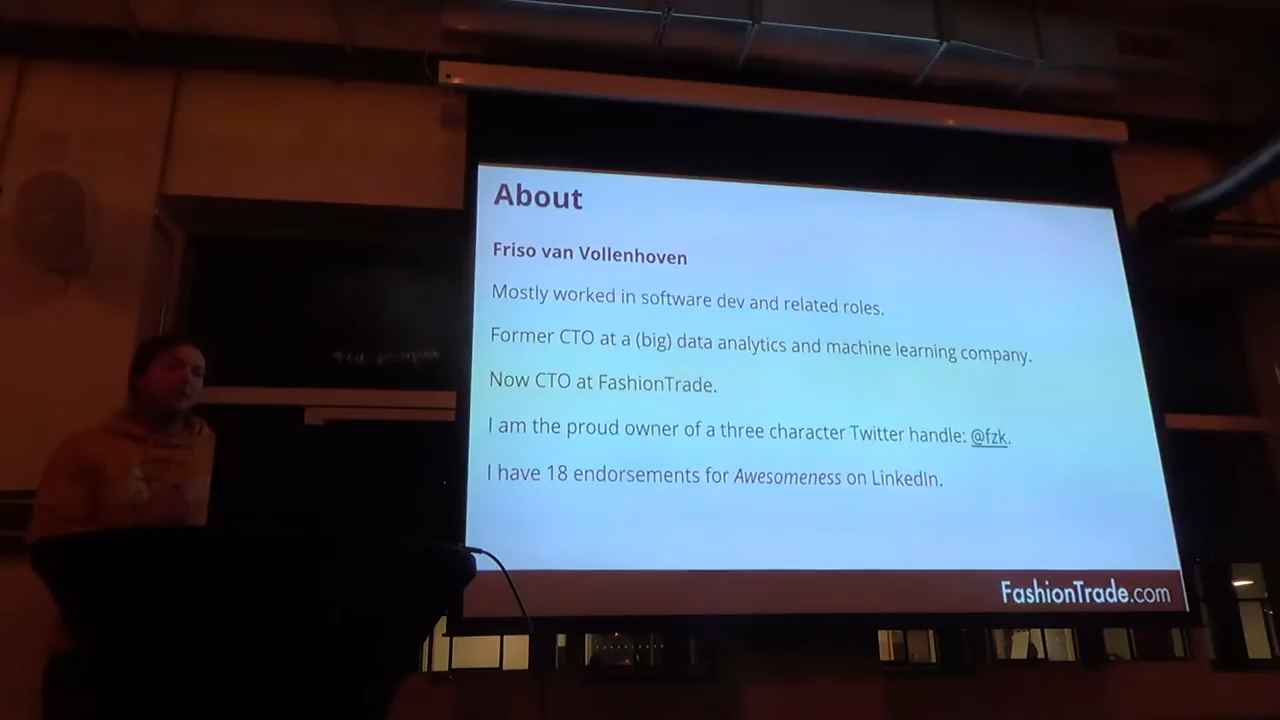 About
Friso van Vollenhoven
Mostly worked in software dev and related roles.
Former CTO at a (big) data analytics and machine learning company.
Now CTO at FashionTrade.
I am the proud owner of a three character Twitter handle: @fzk.
I have 18 endorsements for Awesomeness on LinkedIn.
FashionTrade.com